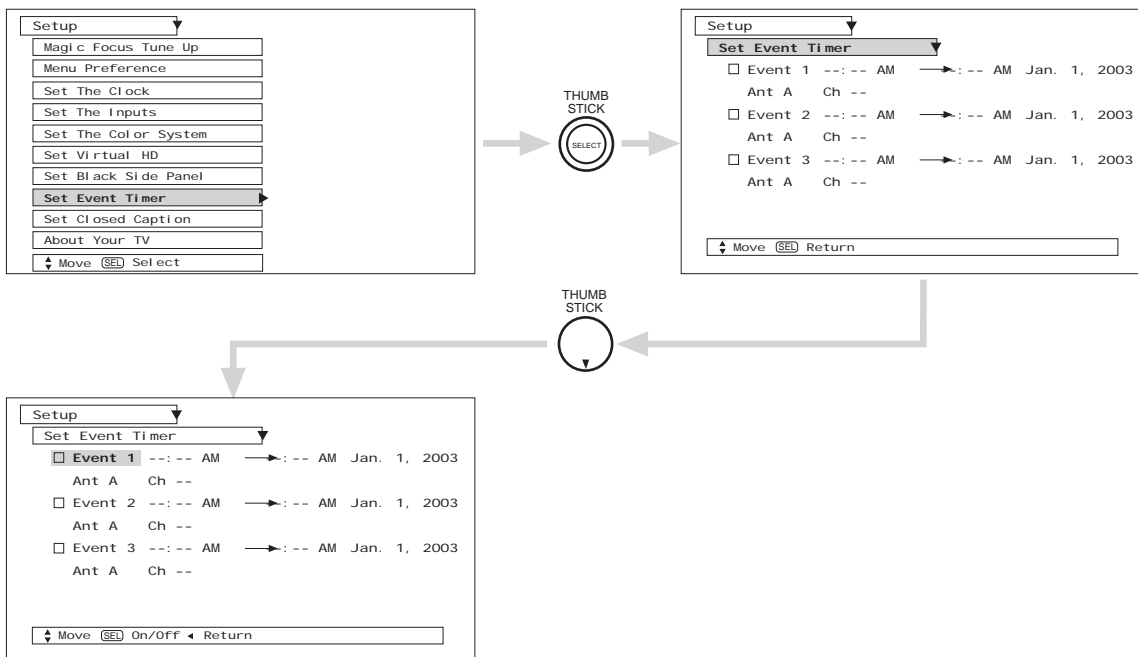 Setup
Magic Focus Tune Up
Menu Preference
Set The Clock
Set The Inputs
Set The Color System
Set Virtual HD
Set Black Side Panel
Set Event Timer
Set Closed Caption
About Your TV
Move SEL Select
THUMB
STICK
SELECT
Setup
Set Event Timer
Event 1 --:-- AM -:-- AM Jan. 1, 2003
Ant A Ch --
Event 2 --:-- AM -:-- AM Jan. 1, 2003
Ant A Ch --
Event 3 --:-- AM -:-- AM Jan. 1, 2003
Ant A Ch --
Move SEL Return
THUMB
STICK
Setup
Set Event Timer
Event 1 --:-- AM -:-- AM Jan. 1, 2003
Ant A Ch --
Event 2 --:-- AM :-- AM Jan. 1, 2003
Ant A Ch --
Event 3 --:-- AM :-- AM Jan. 1, 2003
Ant A Ch --
Move SEL On/Off Return